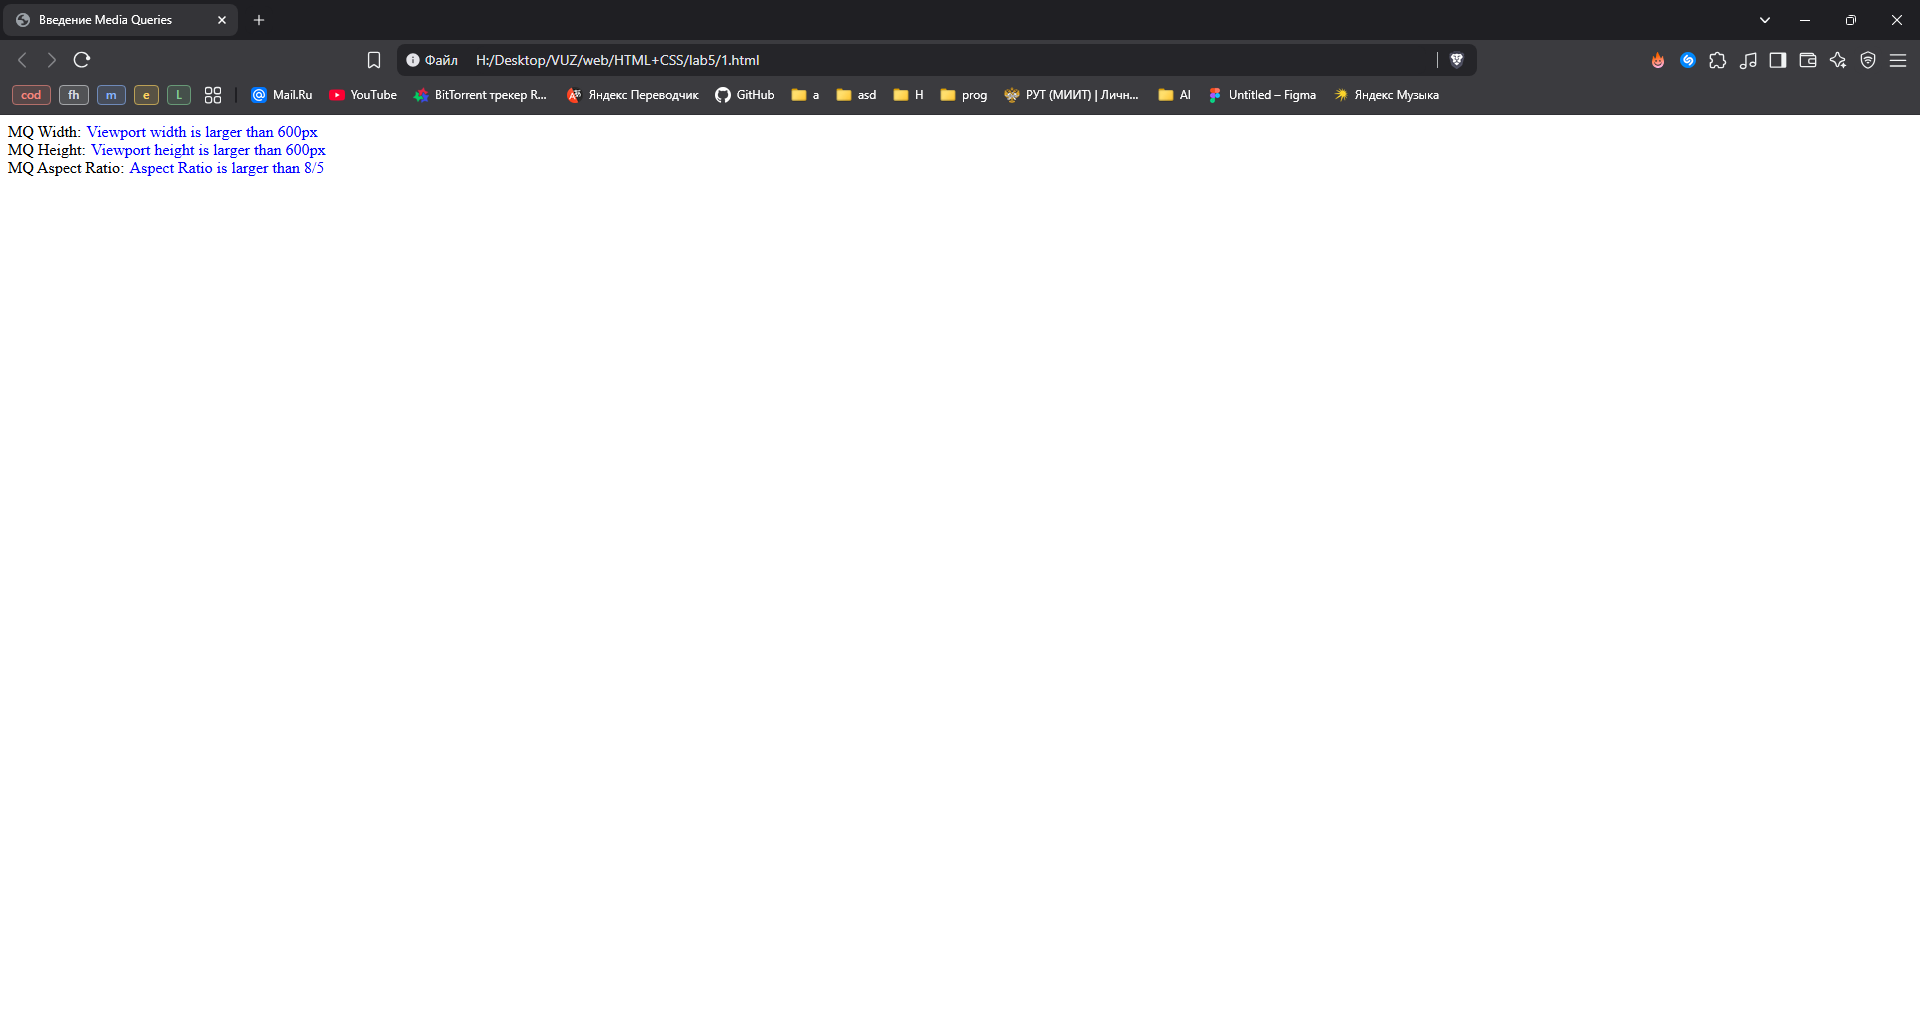 Введение Media Queries
Файл H:/Desktop/VUZ/web/HTML+CSS/lab5/1.html
cod fh m e L Mail.Ru YouTube BitTorrent трекер R... Яндекс Переводчик GitHub a asd H prog РУТ (МИИТ) | Личн... AI Untitled – Figma Яндекс Музыка
MQ Width: Viewport width is larger than 600px
MQ Height: Viewport height is larger than 600px
MQ Aspect Ratio: Aspect Ratio is larger than 8/5